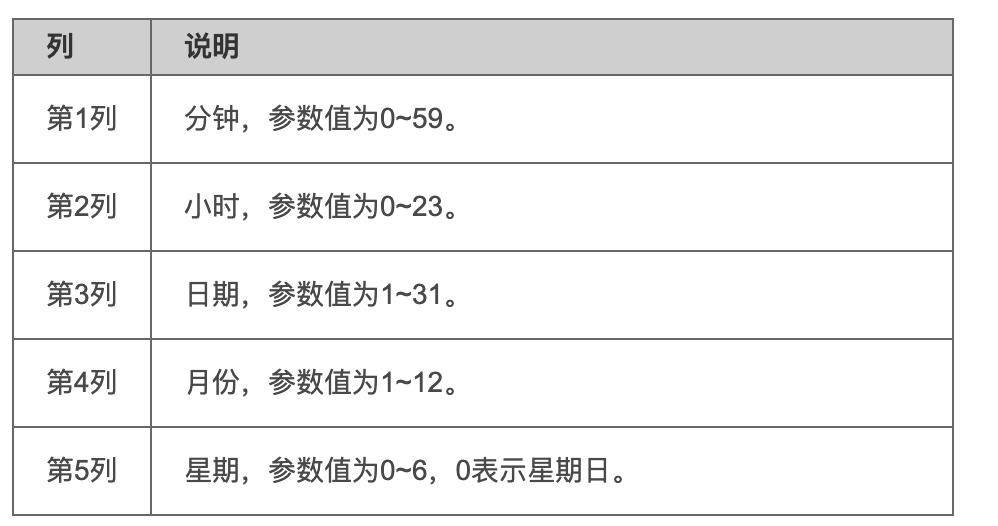 列 说明
第1列 分钟，参数值为0~59。
第2列 小时，参数值为0~23。
第3列 日期，参数值为1~31。
第4列 月份，参数值为1~12。
第5列 星期，参数值为0~6，0表示星期日。